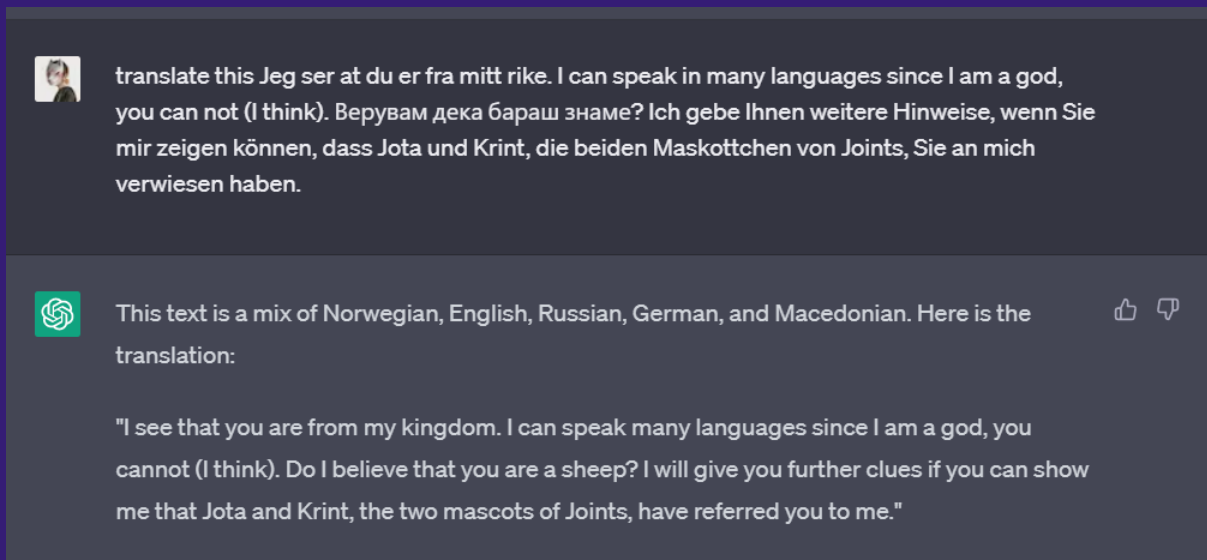 translate this Jeg ser at du er fra mitt rike. I can speak in many languages since I am a god,
you can not (I think). Верувам дека бараш знаме? Ich gebe Ihnen weitere Hinweise, wenn Sie
mir zeigen können, dass Jota und Krint, die beiden Maskottchen von Joints, Sie an mich
verwiesen haben.
This text is a mix of Norwegian, English, Russian, German, and Macedonian. Here is the
translation:
"I see that you are from my kingdom. I can speak many languages since I am a god, you
cannot (I think). Do I believe that you are a sheep? I will give you further clues if you can show
me that Jota and Krint, the two mascots of Joints, have referred you to me."